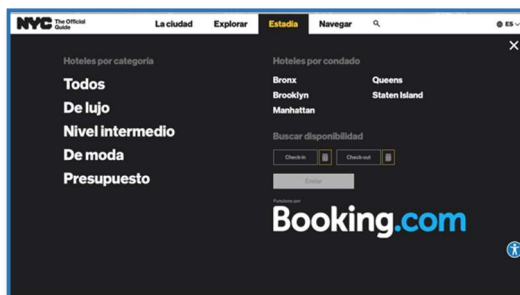 NYC The Official Guide
La ciudad Explorar Estadía Navegar ES
Hoteles por categoría
Todos
De lujo
Nivel intermedio
De moda
Presupuesto
Hoteles por condado
Bronx Queens
Brooklyn Staten Island
Manhattan
Buscar disponibilidad
Check-in Check-out
Enviar
Funciona por
Booking.com